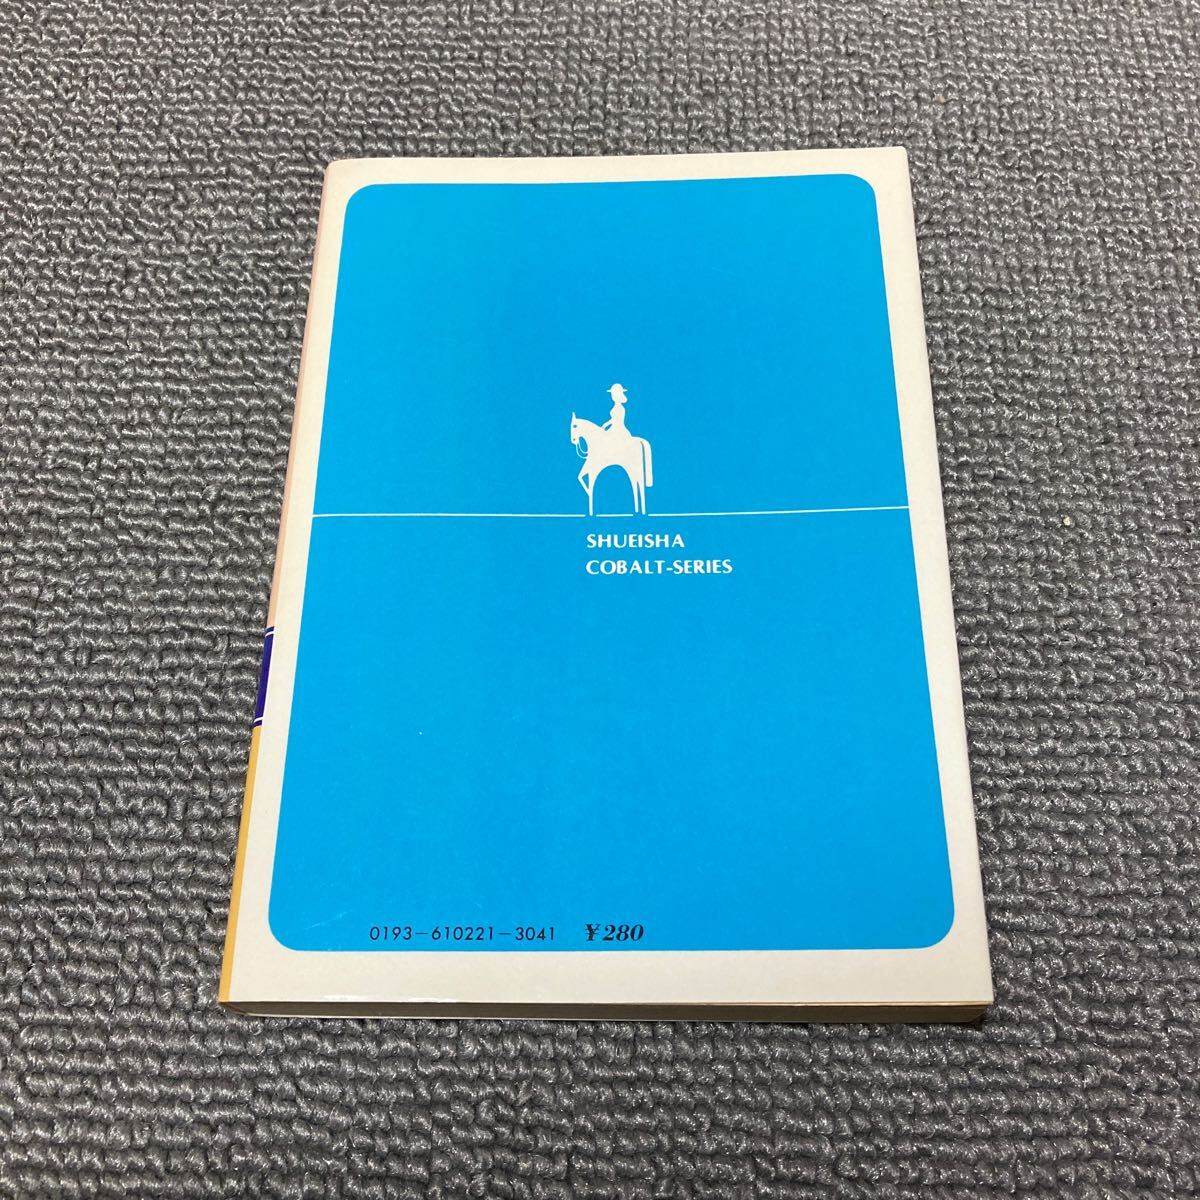 SHUEISHA
COBALT-SERIES
0193-610221-3041 ¥280